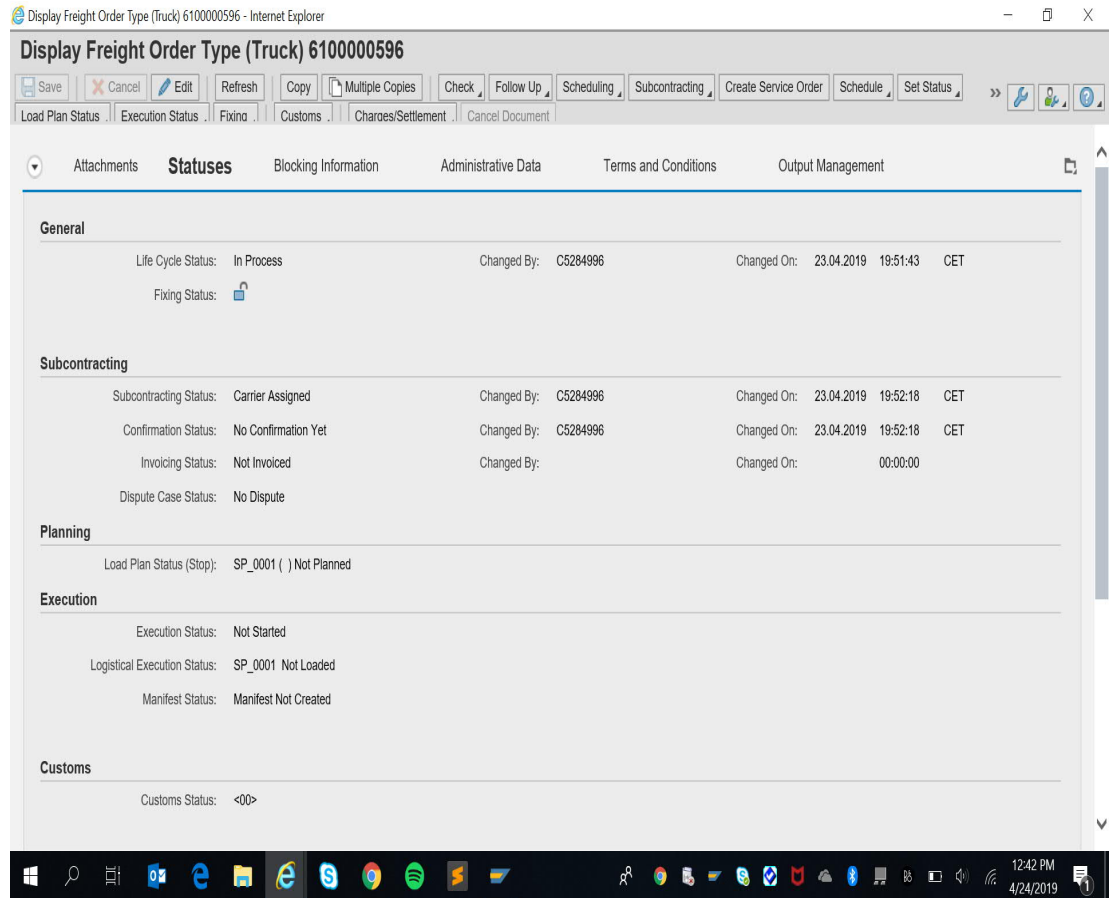 Display Freight Order Type (Truck) 6100000596 - Internet Explorer
Display Freight Order Type (Truck) 6100000596
Save Cancel Edit Refresh Copy Multiple Copies Check Follow Up Scheduling Subcontracting Create Service Order Schedule Set Status
Load Plan Status Execution Status Fixing Customs Charges/Settlement Cancel Document
Attachments Statuses Blocking Information Administrative Data Terms and Conditions Output Management
General
Life Cycle Status: In Process Changed By: C5284996 Changed On: 23.04.2019 19:51:43 CET
Fixing Status:
Subcontracting
Subcontracting Status: Carrier Assigned Changed By: C5284996 Changed On: 23.04.2019 19:52:18 CET
Confirmation Status: No Confirmation Yet Changed By: C5284996 Changed On: 23.04.2019 19:52:18 CET
Invoicing Status: Not Invoiced Changed By: Changed On: 00:00:00
Dispute Case Status: No Dispute
Planning
Load Plan Status (Stop): SP_0001 ( ) Not Planned
Execution
Execution Status: Not Started
Logistical Execution Status: SP_0001 Not Loaded
Manifest Status: Manifest Not Created
Customs
Customs Status: <00>
12:42 PM
4/24/2019